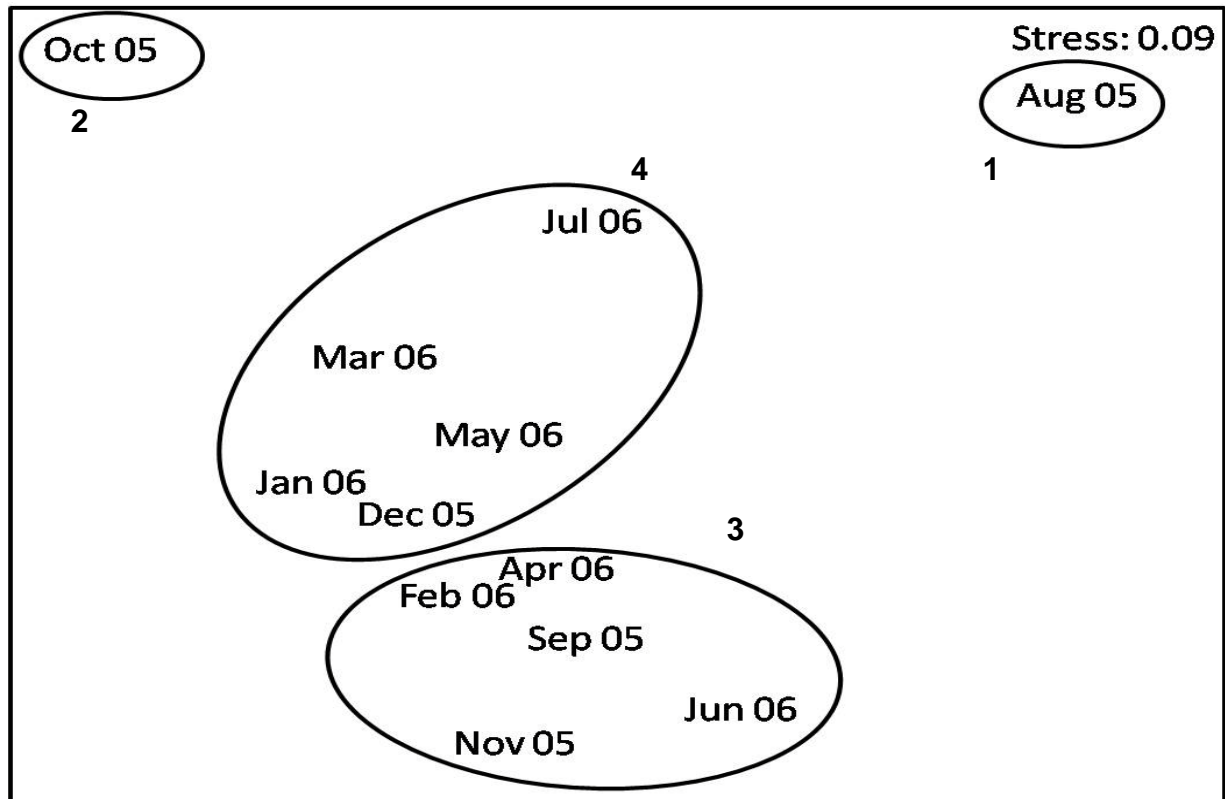 Oct 05
Stress: 0.09
Aug 05
2
1
4
Jul 06
Mar 06
May 06
Jan 06
Dec 05
3
Apr 06
Feb 06
Sep 05
Jun 06
Nov 05